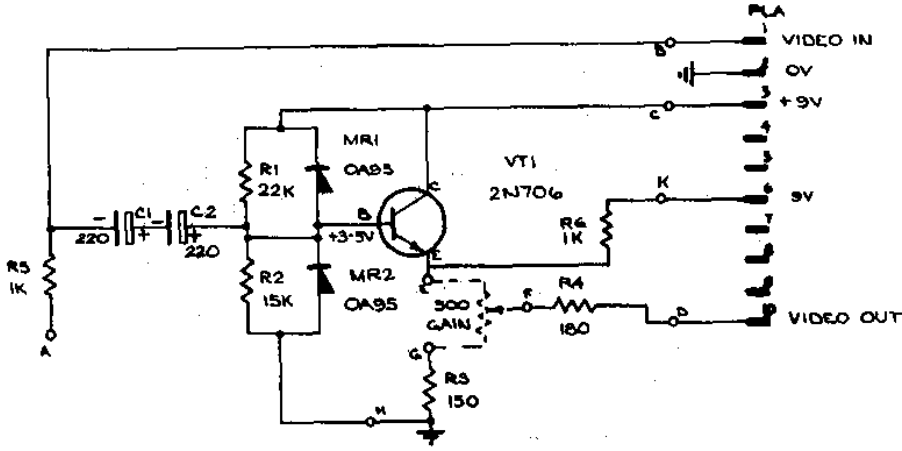 PLA
1 VIDEO IN
B
0V
3 +9V
C
4
5
MR1
OA95
R1
22K
VT1
2N706
C
K
6 9V
B
+3.5V
E
R6
1K
7
- C1 + - C2 +
220 220
R5
1K
R2
15K
MR2
OA95
500
GAIN
F
R4
180
D
VIDEO OUT
A
G
R3
150
H